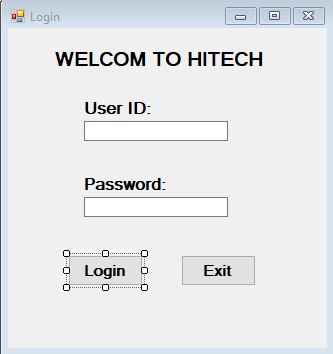 LogIn
WELCOM TO HITECH
User ID:
Password:
Login
Exit